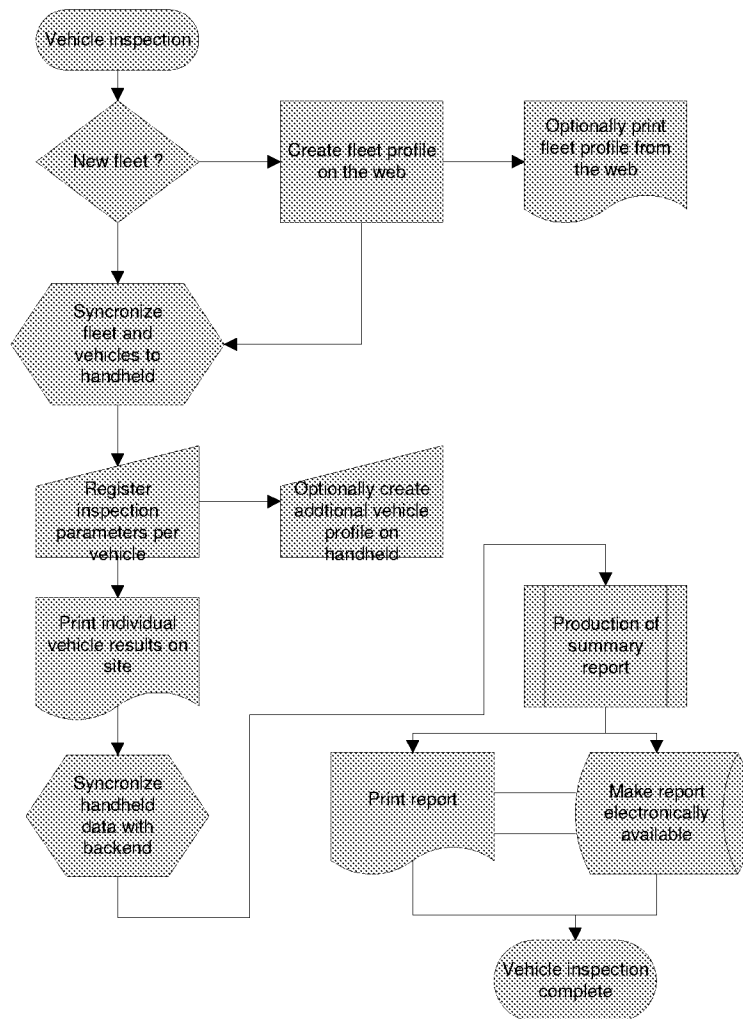 Vehicle inspection
New fleet ?
Create fleet profile
on the web
Optionally print
fleet profile from
the web
Syncronize
fleet and
vehicles to
handheld
Register
inspection
parameters per
vehicle
Optionally create
addtional vehicle
profile on
handheld
Print individual
vehicle results on
site
Production of
summary
report
Syncronize
handheld
data with
backend
Print report
Make report
electronically
available
Vehicle inspection
complete